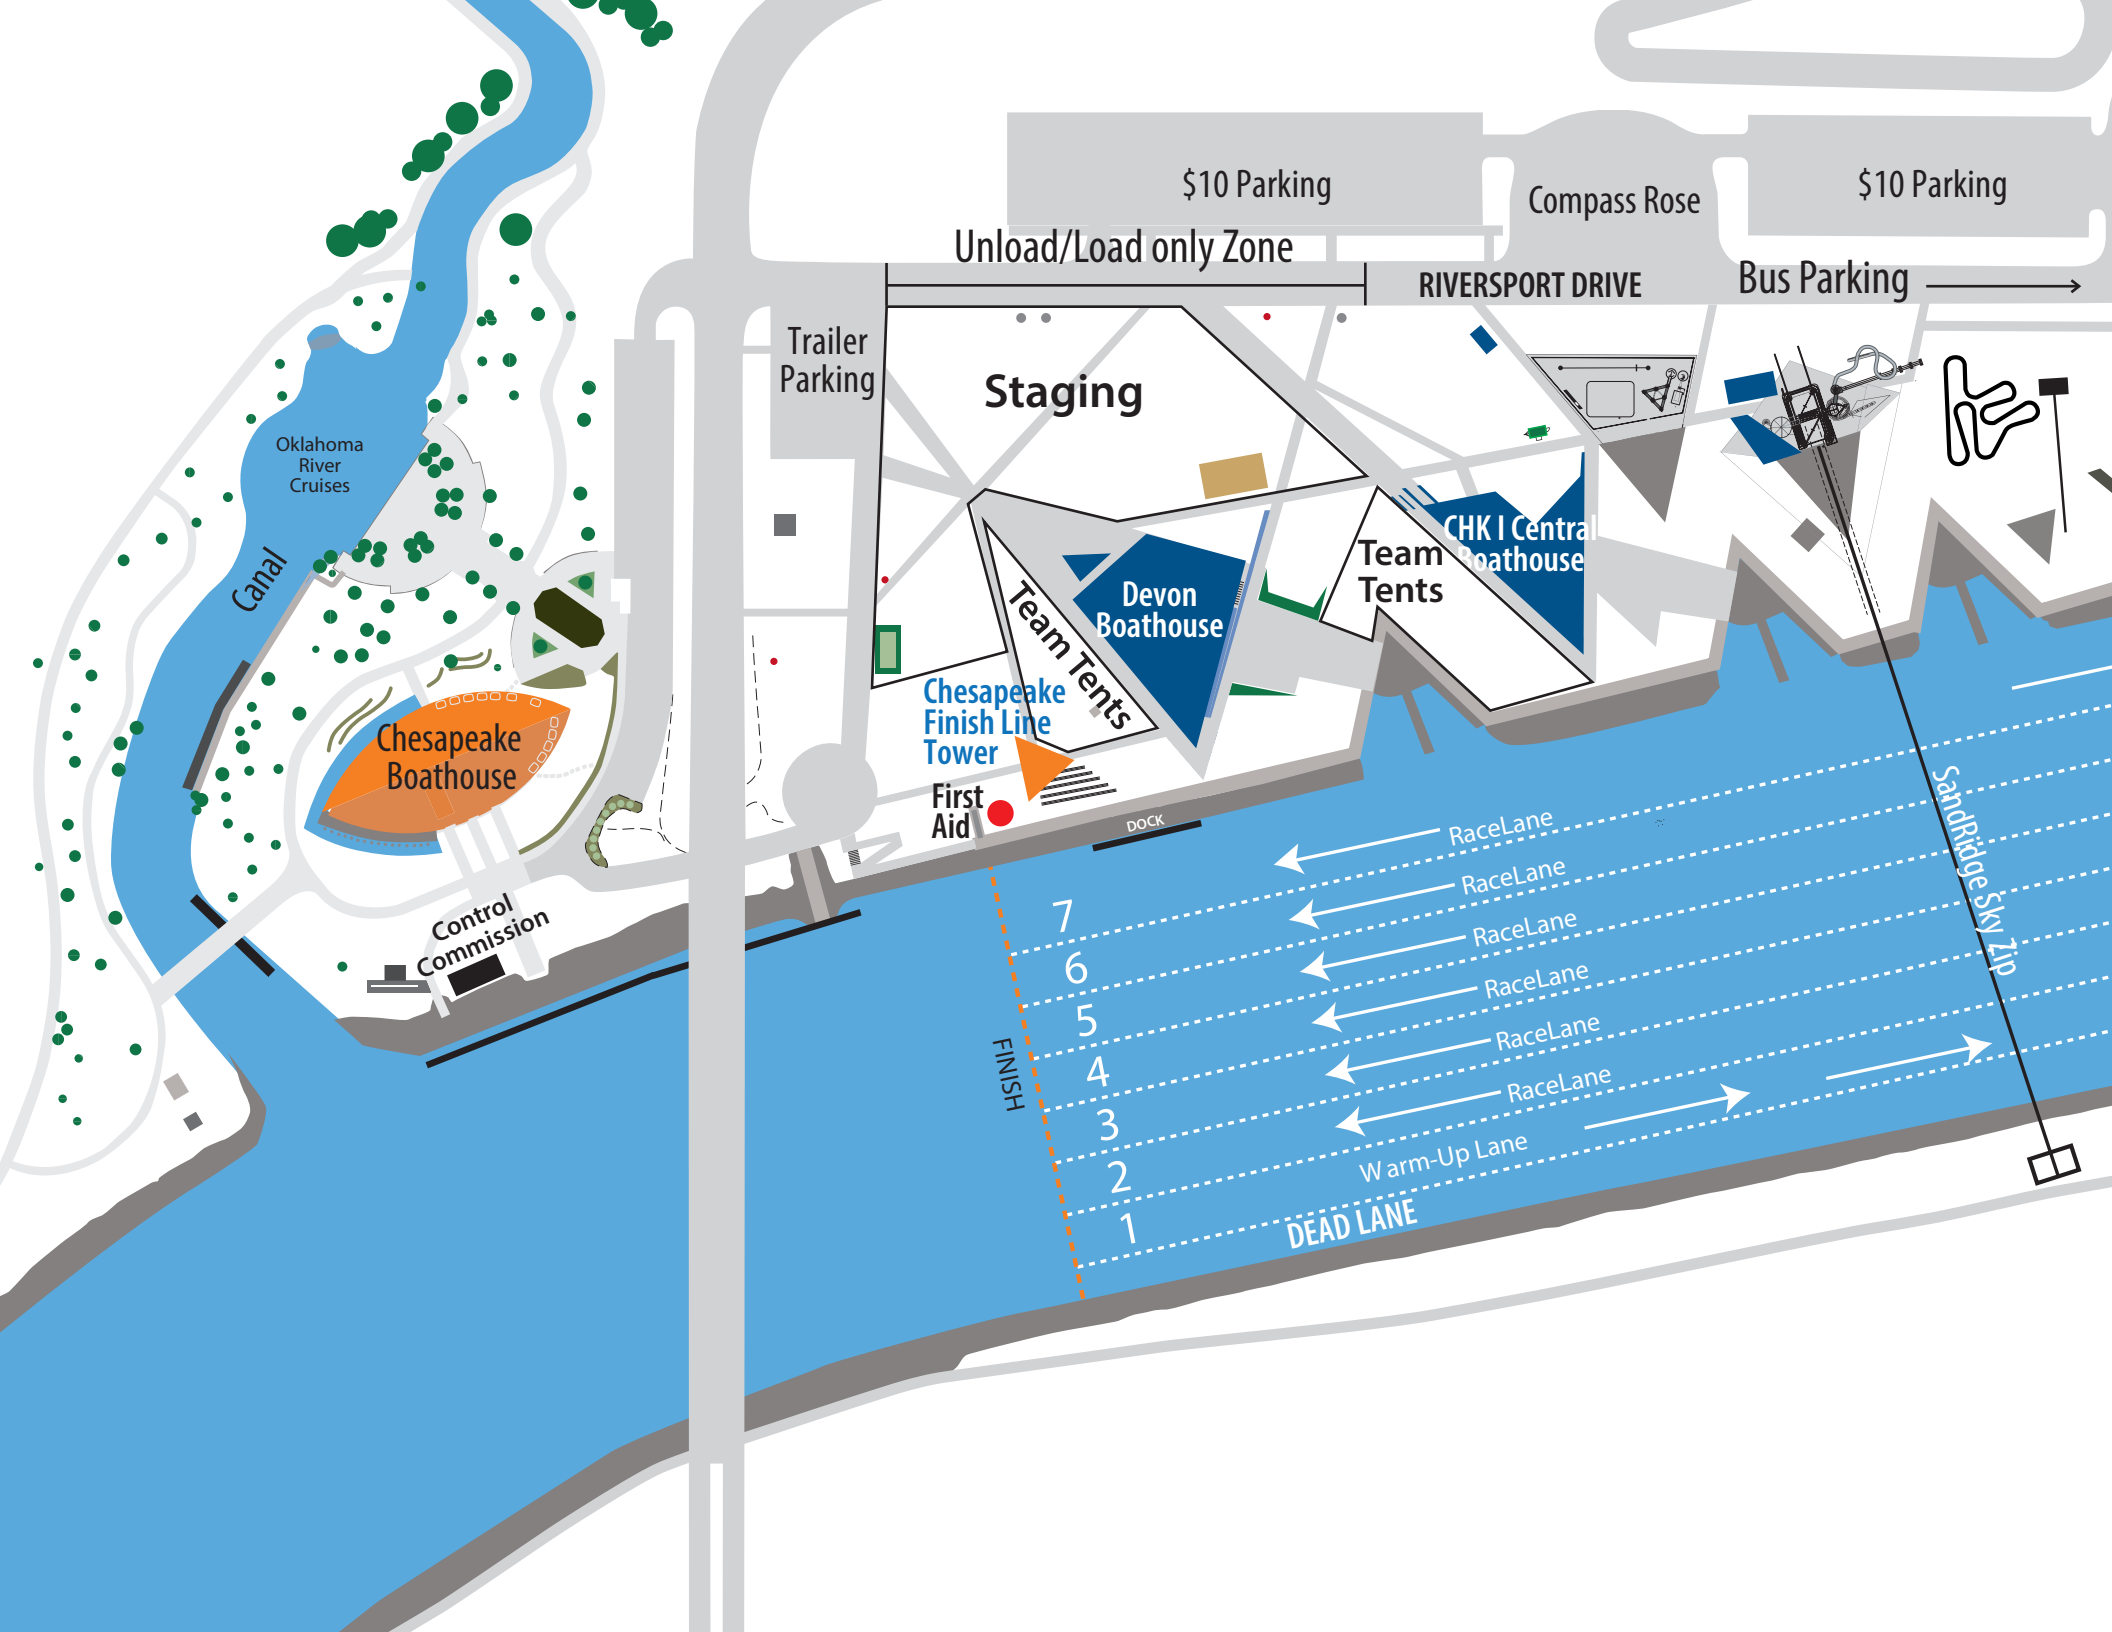 $10 Parking
Compass Rose
$10 Parking
Unload/Load only Zone
RIVERSPORT DRIVE
Bus Parking
Trailer
Parking
Staging
Oklahoma
River
Cruises
Canal
CHK I Central
Boathouse
Team
Tents
Devon
Boathouse
Team Tents
Chesapeake
Finish Line
Tower
Chesapeake
Boathouse
First
Aid
DOCK
Control
Commission
SandRidge Sky Zip
RaceLane
RaceLane
RaceLane
RaceLane
RaceLane
RaceLane
Warm-Up Lane
DEAD LANE
FINISH
7
6
5
4
3
2
1